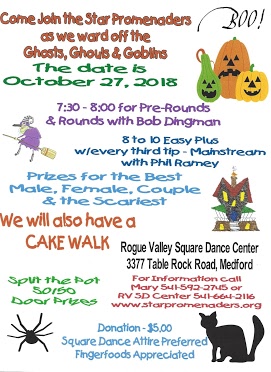 Come Join the Star Promenaders
BOO!
as we ward off the
Ghosts, Ghouls & Goblins
The date is
October 27, 2018
7:30 - 8:00 for Pre-Rounds
& Rounds with Bob Dingman
8 to 10 Easy Plus
w/every third tip - Mainstream
with Phil Ramey
Prizes for the Best
Male, Female, Couple
& the Scariest
We will also have a
CAKE WALK
Rogue Valley Square Dance Center
3377 Table Rock Road, Medford
Split the Pot
50/50
Door Prizes
For Information Call
Mary 541-592-2745 or
RV SD Center 541-664-2116
www.starpromenaders.org
Donation - $5.00
Square Dance Attire Preferred
Fingerfoods Appreciated